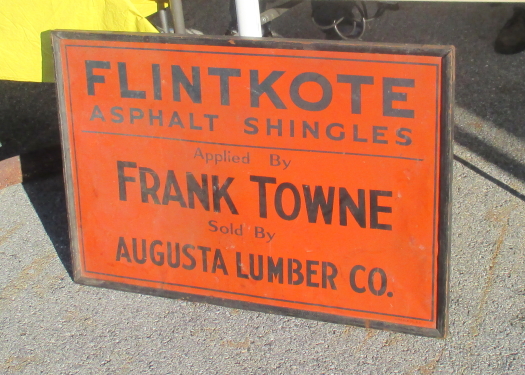 FLINTKOTE
ASPHALT SHINGLES
Applied By
FRANK TOWNE
Sold By
AUGUSTA LUMBER CO.